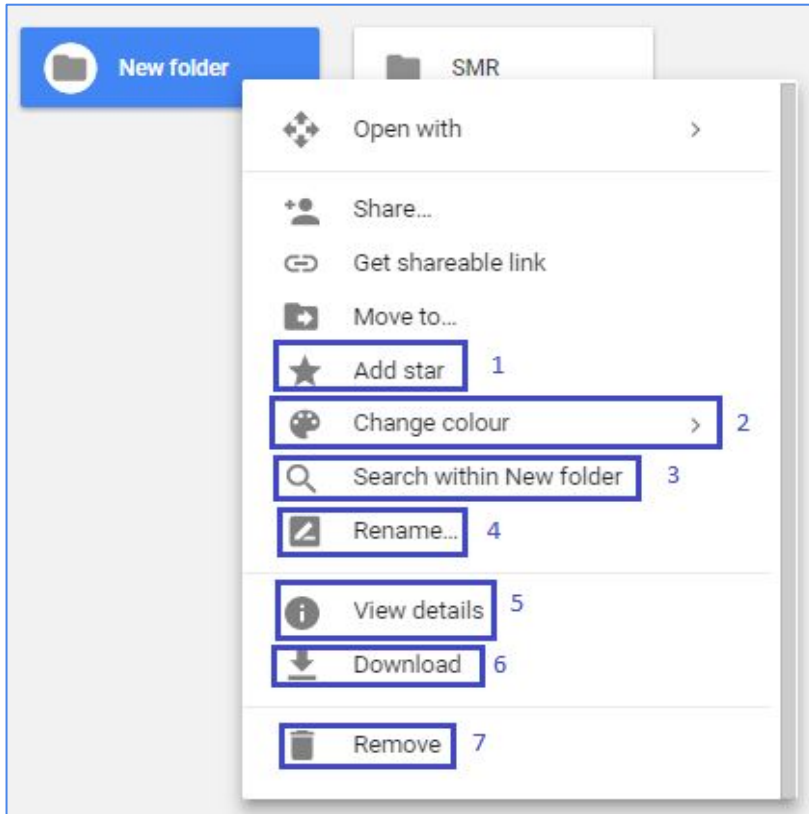 New folder
SMR
Open with
Share...
Get shareable link
Move to...
Add star 1
Change colour 2
Search within New folder 3
Rename... 4
View details 5
Download 6
Remove 7